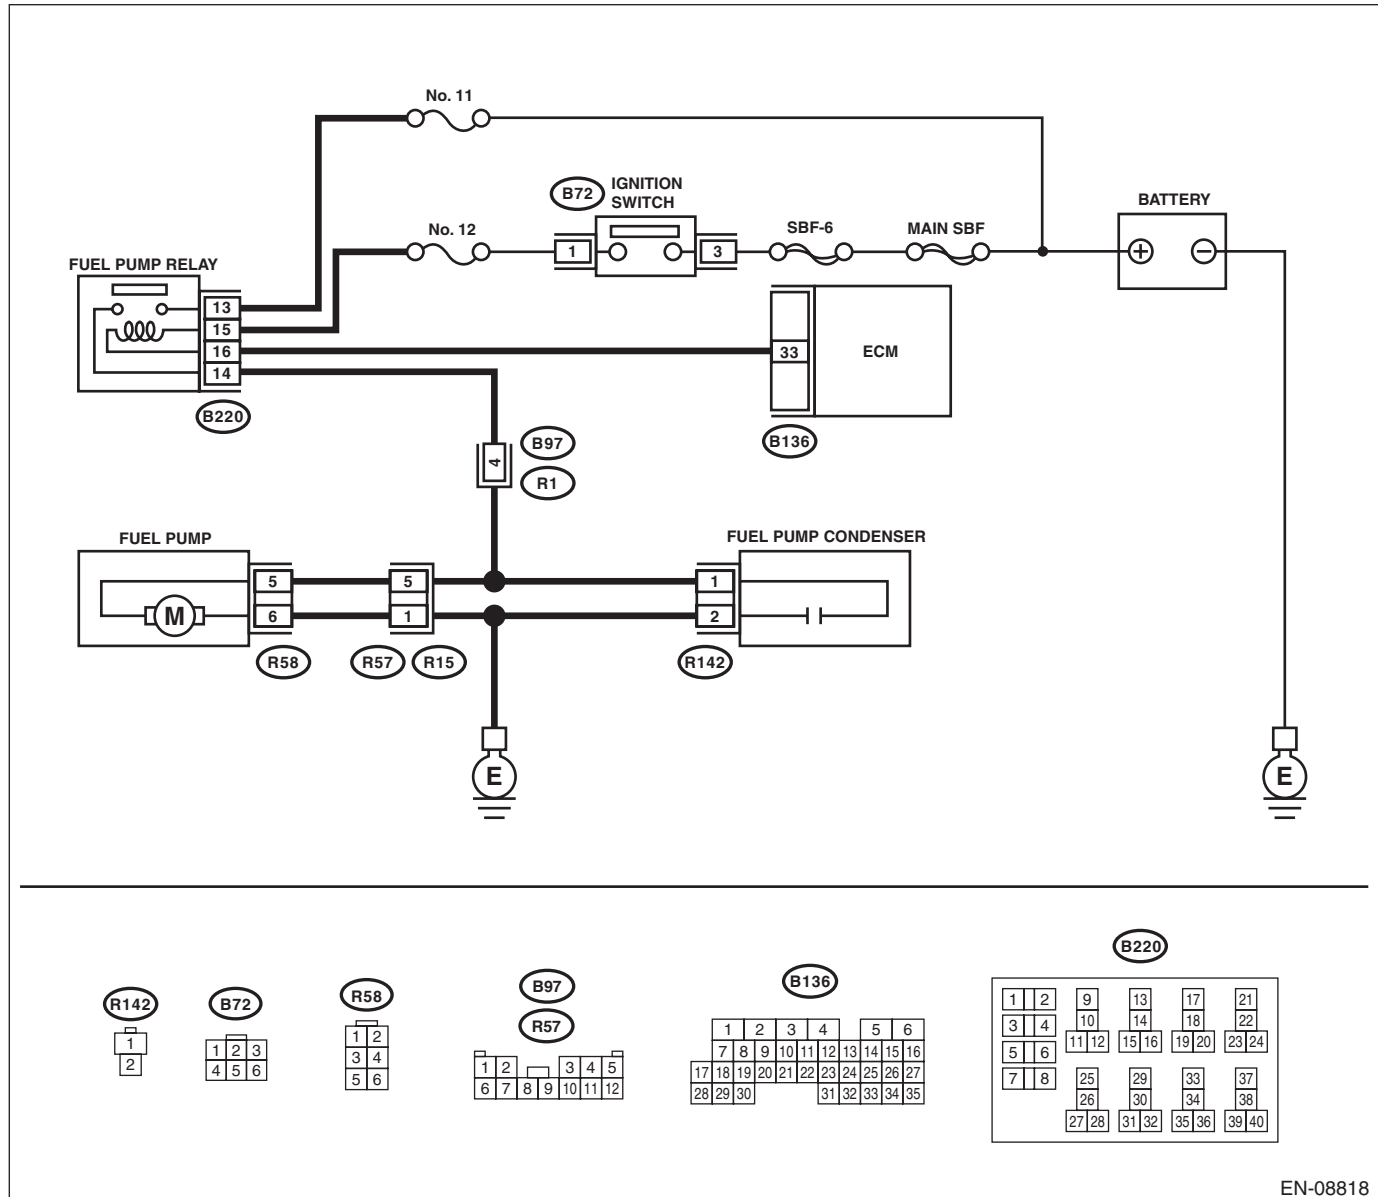 No. 11
B72
IGNITION
SWITCH
BATTERY
No. 12
1
3
SBF-6
MAIN SBF
+
−
FUEL PUMP RELAY
13
15
16
14
33
ECM
B220
B136
4
B97
R1
FUEL PUMP
FUEL PUMP CONDENSER
M
5
6
5
1
1
2
R58
R57
R15
R142
E
E
R142
1
2
B72
1 2 3
4 5 6
R58
1 2
3 4
5 6
B97
R57
1 2 3 4 5
6 7 8 9 10 11 12
B136
1 2 3 4 5 6
7 8 9 10 11 12 13 14 15 16
17 18 19 20 21 22 23 24 25 26 27
28 29 30 31 32 33 34 35
B220
1 2 9 13 17 21
3 4 10 14 18 22
5 6 11 12 15 16 19 20 23 24
7 8 25 29 33 37
26 30 34 38
27 28 31 32 35 36 39 40
EN-08818